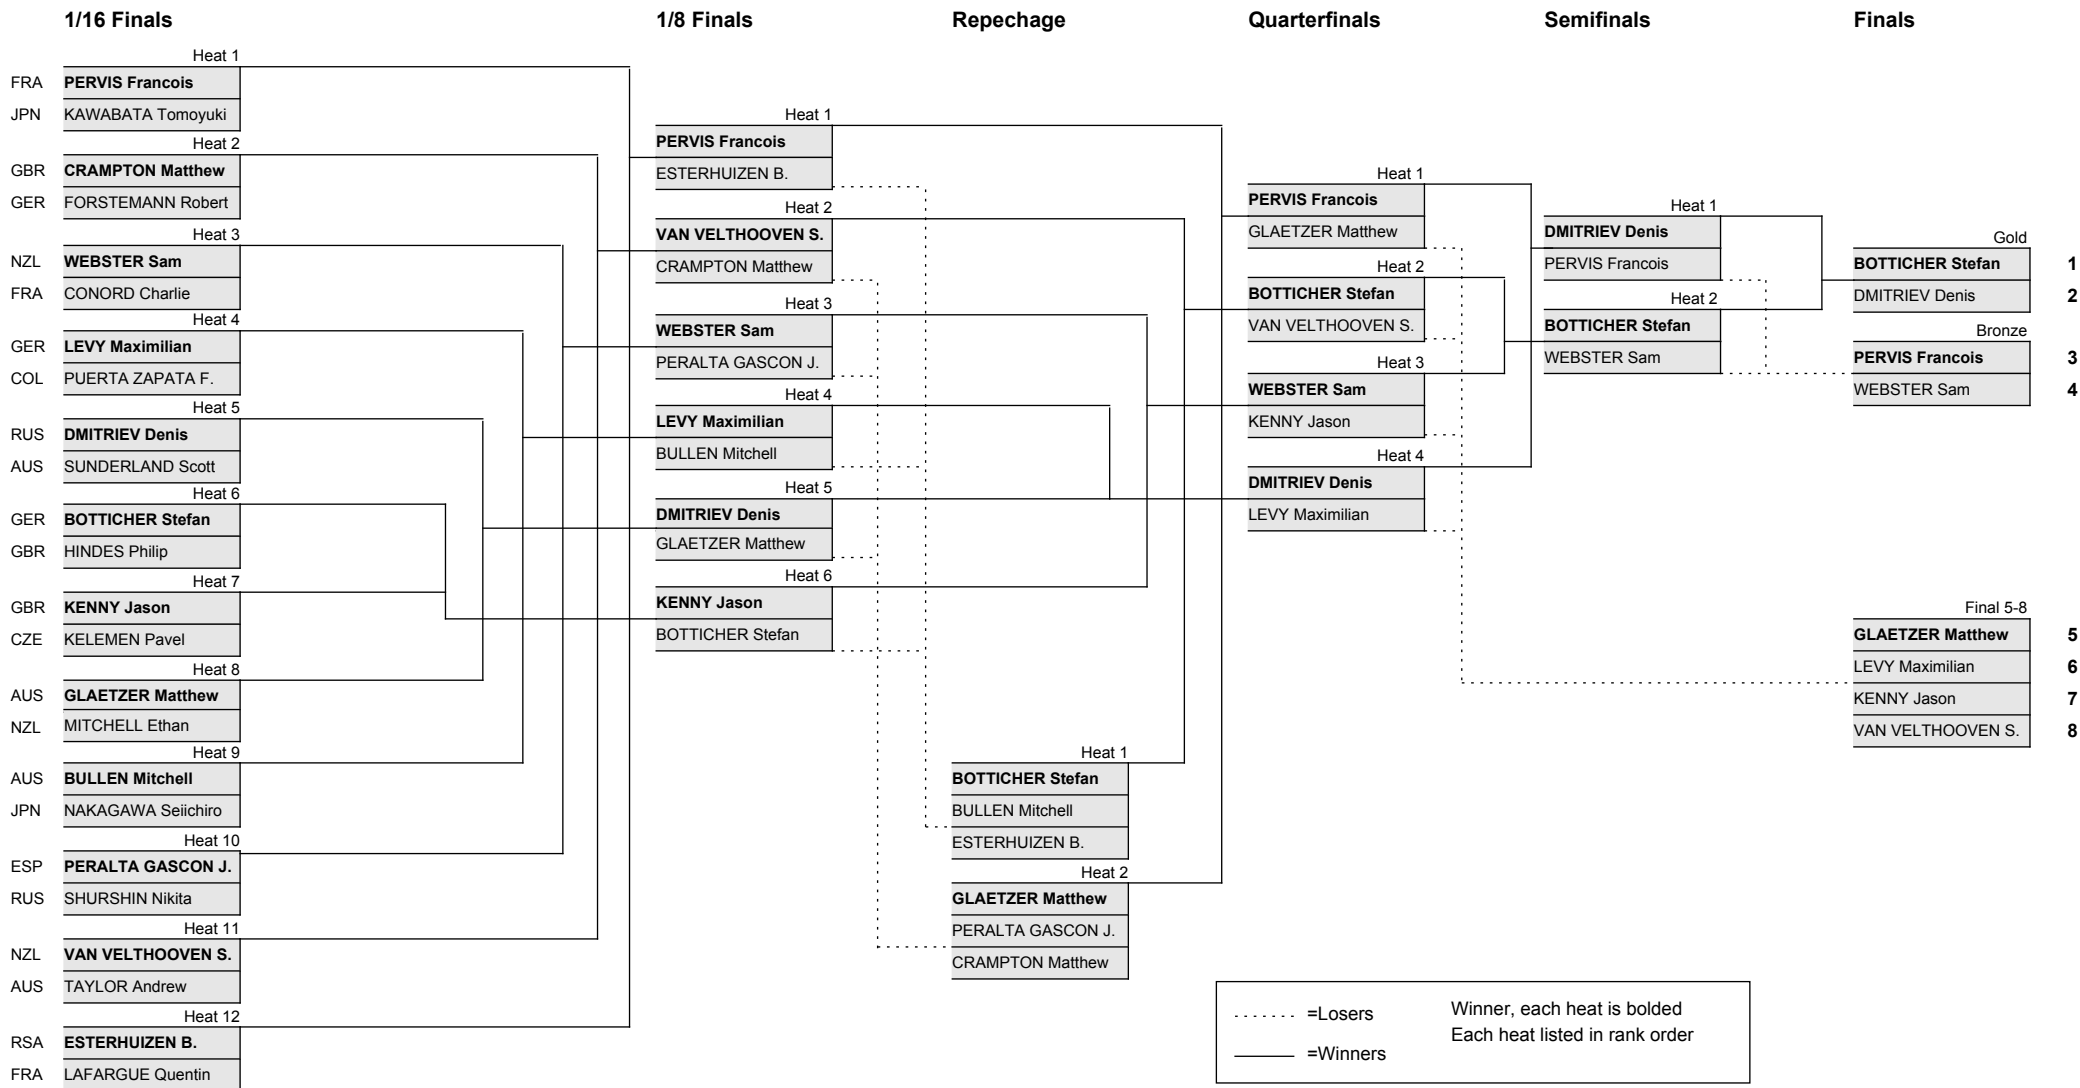 1/16 Finals 1/8 Finals Repechage Quarterfinals Semifinals Finals
Heat 1
FRA PERVIS Francois
JPN KAWABATA Tomoyuki
Heat 2
GBR CRAMPTON Matthew
GER FORSTEMANN Robert
Heat 3
NZL WEBSTER Sam
FRA CONORD Charlie
Heat 4
GER LEVY Maximilian
COL PUERTA ZAPATA F.
Heat 5
RUS DMITRIEV Denis
AUS SUNDERLAND Scott
Heat 6
GER BOTTICHER Stefan
GBR HINDES Philip
Heat 7
GBR KENNY Jason
CZE KELEMEN Pavel
Heat 8
AUS GLAETZER Matthew
NZL MITCHELL Ethan
Heat 9
AUS BULLEN Mitchell
JPN NAKAGAWA Seiichiro
Heat 10
ESP PERALTA GASCON J.
RUS SHURSHIN Nikita
Heat 11
NZL VAN VELTHOOVEN S.
AUS TAYLOR Andrew
Heat 12
RSA ESTERHUIZEN B.
FRA LAFARGUE Quentin
Heat 1
PERVIS Francois
ESTERHUIZEN B.
Heat 2
VAN VELTHOOVEN S.
CRAMPTON Matthew
Heat 3
WEBSTER Sam
PERALTA GASCON J.
Heat 4
LEVY Maximilian
BULLEN Mitchell
Heat 5
DMITRIEV Denis
GLAETZER Matthew
Heat 6
KENNY Jason
BOTTICHER Stefan
Heat 1
BOTTICHER Stefan
BULLEN Mitchell
ESTERHUIZEN B.
Heat 2
GLAETZER Matthew
PERALTA GASCON J.
CRAMPTON Matthew
Heat 1
PERVIS Francois
GLAETZER Matthew
Heat 2
BOTTICHER Stefan
VAN VELTHOOVEN S.
Heat 3
WEBSTER Sam
KENNY Jason
Heat 4
DMITRIEV Denis
LEVY Maximilian
Heat 1
DMITRIEV Denis
PERVIS Francois
Heat 2
BOTTICHER Stefan
WEBSTER Sam
Gold
BOTTICHER Stefan 1
DMITRIEV Denis 2
Bronze
PERVIS Francois 3
WEBSTER Sam 4
Final 5-8
GLAETZER Matthew 5
LEVY Maximilian 6
KENNY Jason 7
VAN VELTHOOVEN S. 8
=Losers Winner, each heat is bolded
Each heat listed in rank order
=Winners